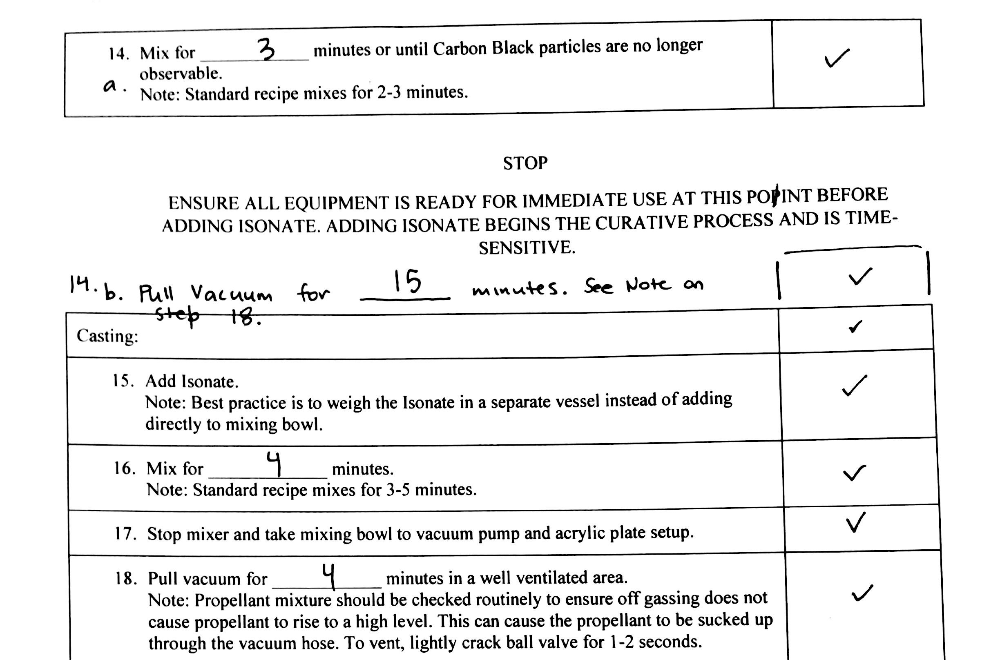 14. Mix for 3 minutes or until Carbon Black particles are no longer
observable.
a. Note: Standard recipe mixes for 2-3 minutes.
STOP
ENSURE ALL EQUIPMENT IS READY FOR IMMEDIATE USE AT THIS POINT BEFORE
ADDING ISONATE. ADDING ISONATE BEGINS THE CURATIVE PROCESS AND IS TIME-
SENSITIVE.
14. b. Pull Vacuum for 15 minutes. See Note on
step 18.
Casting:
15. Add Isonate.
Note: Best practice is to weigh the Isonate in a separate vessel instead of adding
directly to mixing bowl.
16. Mix for 4 minutes.
Note: Standard recipe mixes for 3-5 minutes.
17. Stop mixer and take mixing bowl to vacuum pump and acrylic plate setup.
18. Pull vacuum for 4 minutes in a well ventilated area.
Note: Propellant mixture should be checked routinely to ensure off gassing does not
cause propellant to rise to a high level. This can cause the propellant to be sucked up
through the vacuum hose. To vent, lightly crack ball valve for 1-2 seconds.